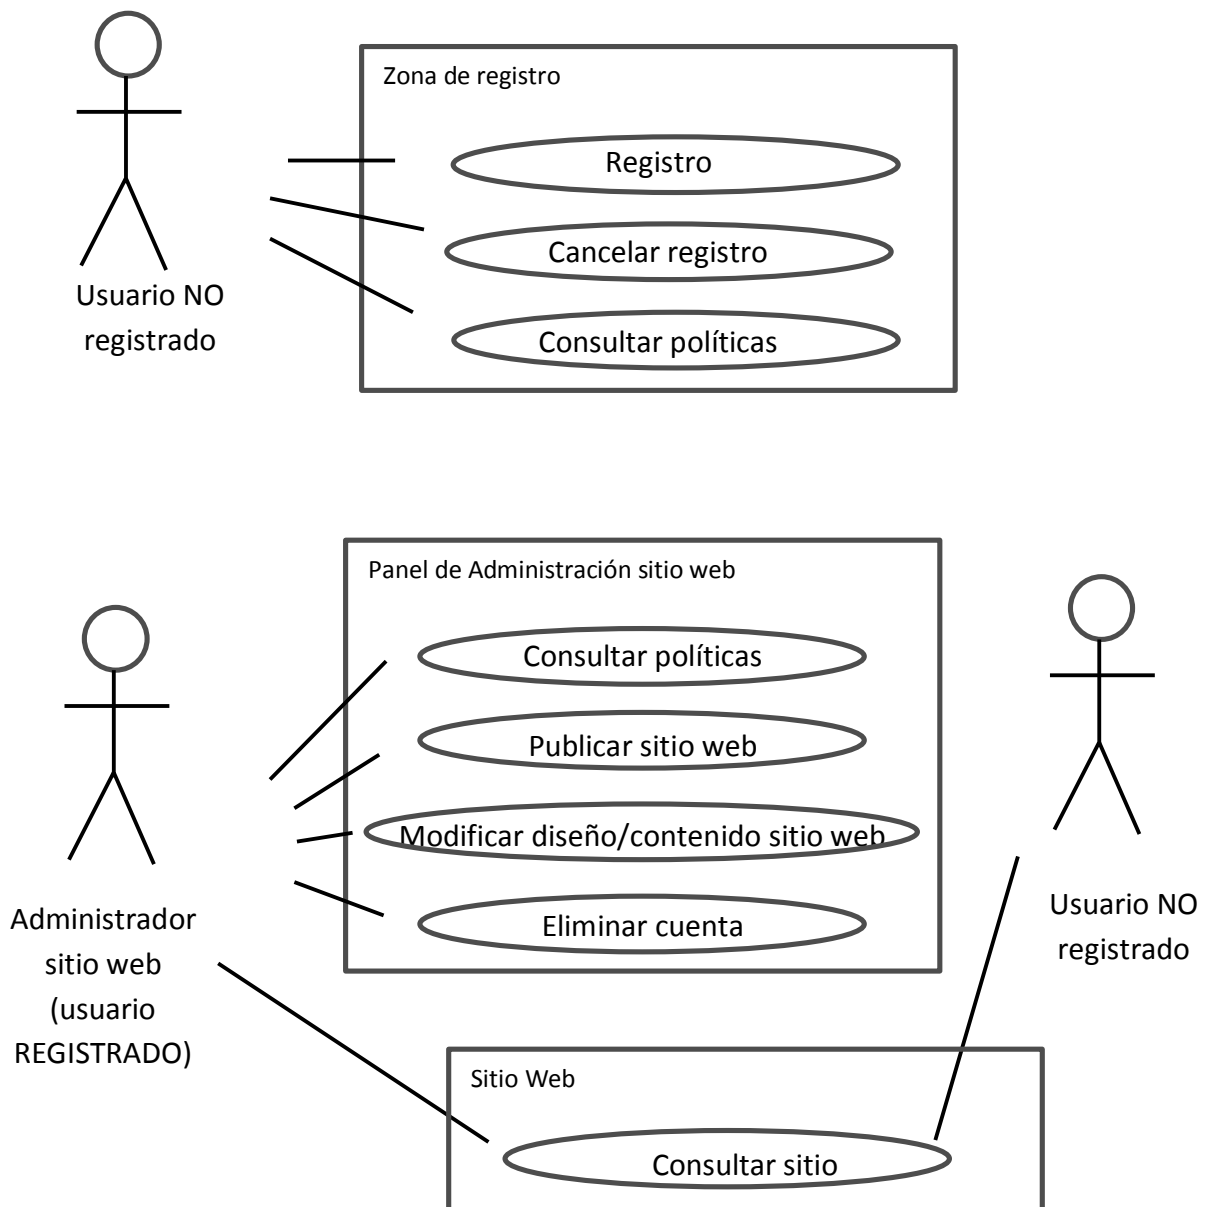 Zona de registro
Registro
Cancelar registro
Consultar políticas
Usuario NO
registrado
Panel de Administración sitio web
Consultar políticas
Publicar sitio web
Modificar diseño/contenido sitio web
Eliminar cuenta
Administrador
sitio web
(usuario
REGISTRADO)
Usuario NO
registrado
Sitio Web
Consultar sitio